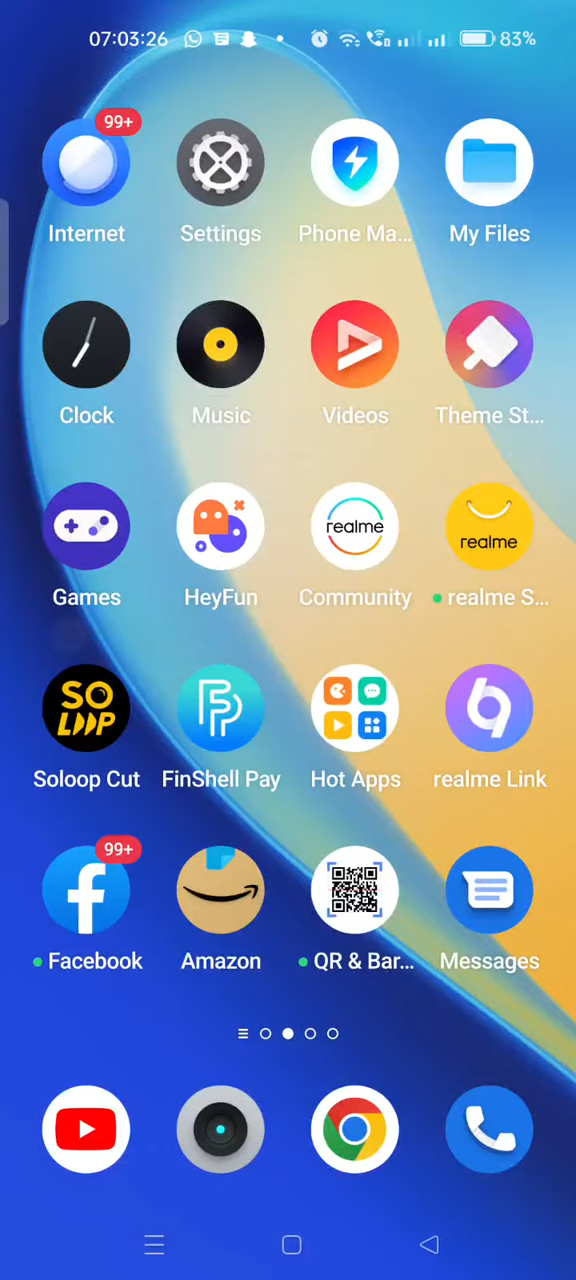 07:03:26 83%
99+
Internet Settings Phone Ma... My Files
Clock Music Videos Theme St...
realme realme
Games HeyFun Community realme S...
SO
LOOP
Soloop Cut FinShell Pay Hot Apps realme Link
99+
Facebook Amazon QR & Bar... Messages